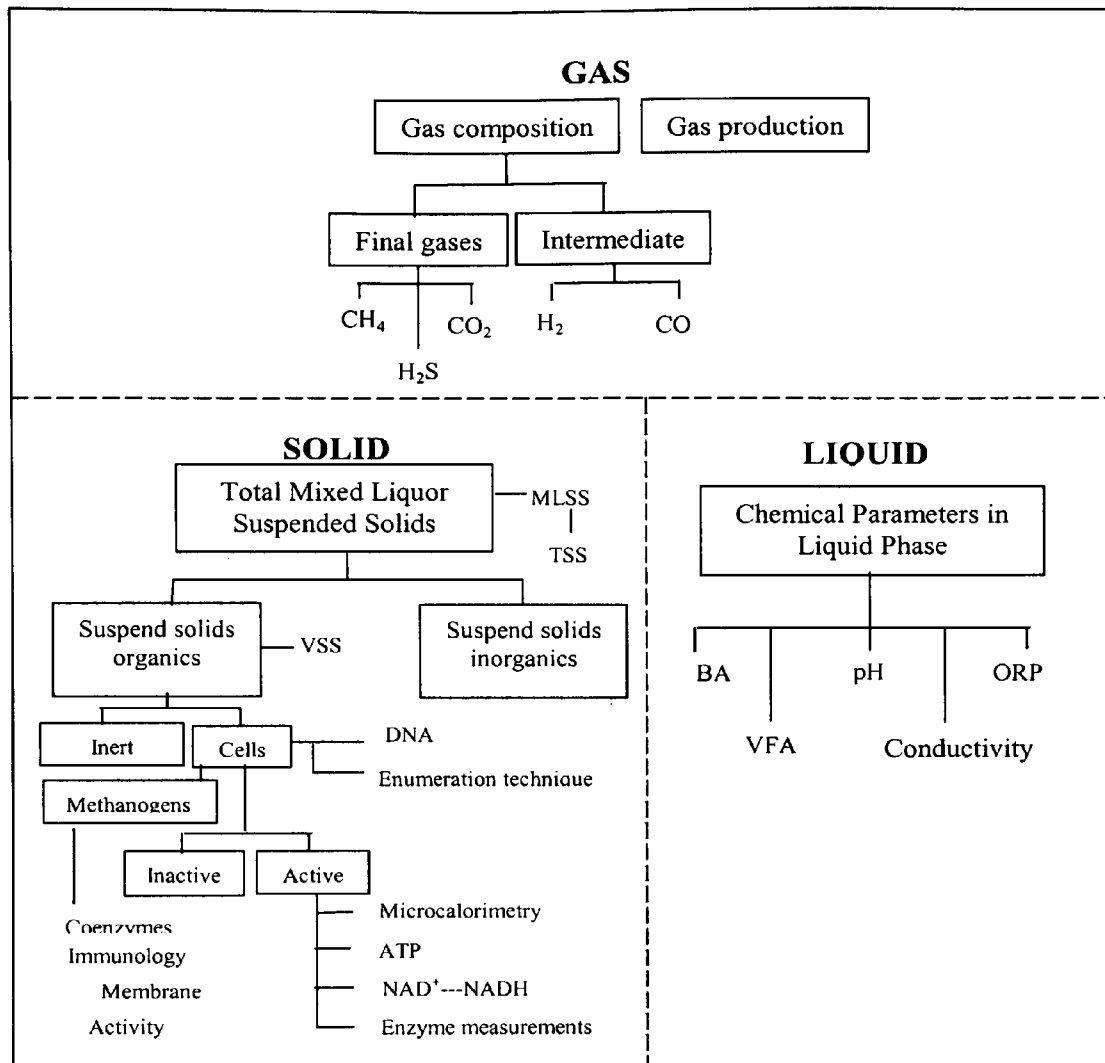 GAS
Gas composition
Gas production
Final gases
Intermediate
CH₄
CO₂
H₂
CO
H₂S
SOLID
Total Mixed Liquor
Suspended Solids
MLSS
TSS
Suspend solids
organics
VSS
Suspend solids
inorganics
Inert
Cells
DNA
Enumeration technique
Methanogens
Inactive
Active
Coenzymes
Immunology
Membrane
Activity
Microcalorimetry
ATP
NAD⁺---NADH
Enzyme measurements
LIQUID
Chemical Parameters in
Liquid Phase
BA
pH
ORP
VFA
Conductivity